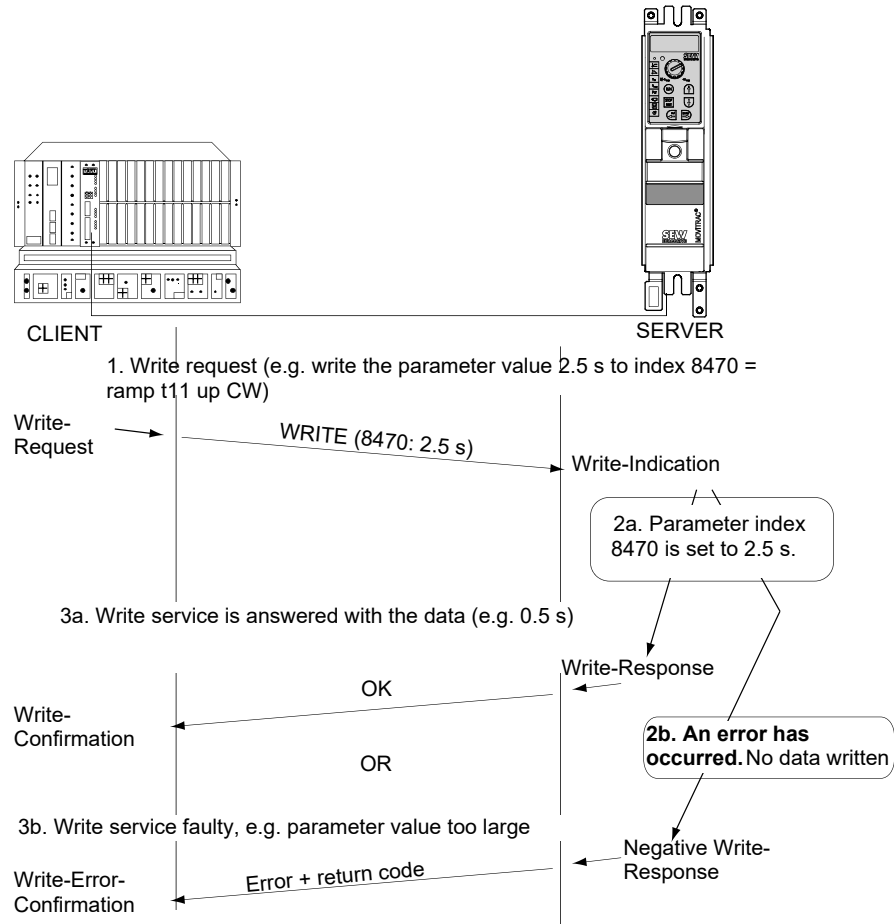 SEW
EURODRIVE
MOVITRAC®
CLIENT
SERVER
1. Write request (e.g. write the parameter value 2.5 s to index 8470 =
ramp t11 up CW)
Write-
Request
WRITE (8470: 2.5 s)
Write-Indication
2a. Parameter index
8470 is set to 2.5 s.
3a. Write service is answered with the data (e.g. 0.5 s)
Write-Response
OK
Write-
Confirmation
2b. An error has
occurred. No data written
OR
3b. Write service faulty, e.g. parameter value too large
Negative Write-
Response
Error + return code
Write-Error-
Confirmation